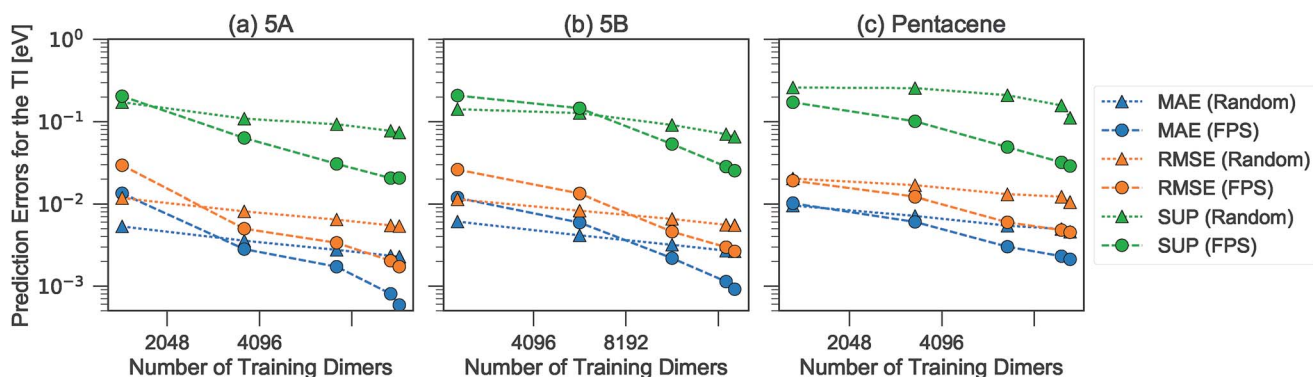 (a) 5A
(b) 5B
(c) Pentacene
Prediction Errors for the TI [eV]
10⁰
10⁻¹
10⁻²
10⁻³
2048 4096
4096 8192
2048 4096
Number of Training Dimers
Number of Training Dimers
Number of Training Dimers
MAE (Random)
MAE (FPS)
RMSE (Random)
RMSE (FPS)
SUP (Random)
SUP (FPS)